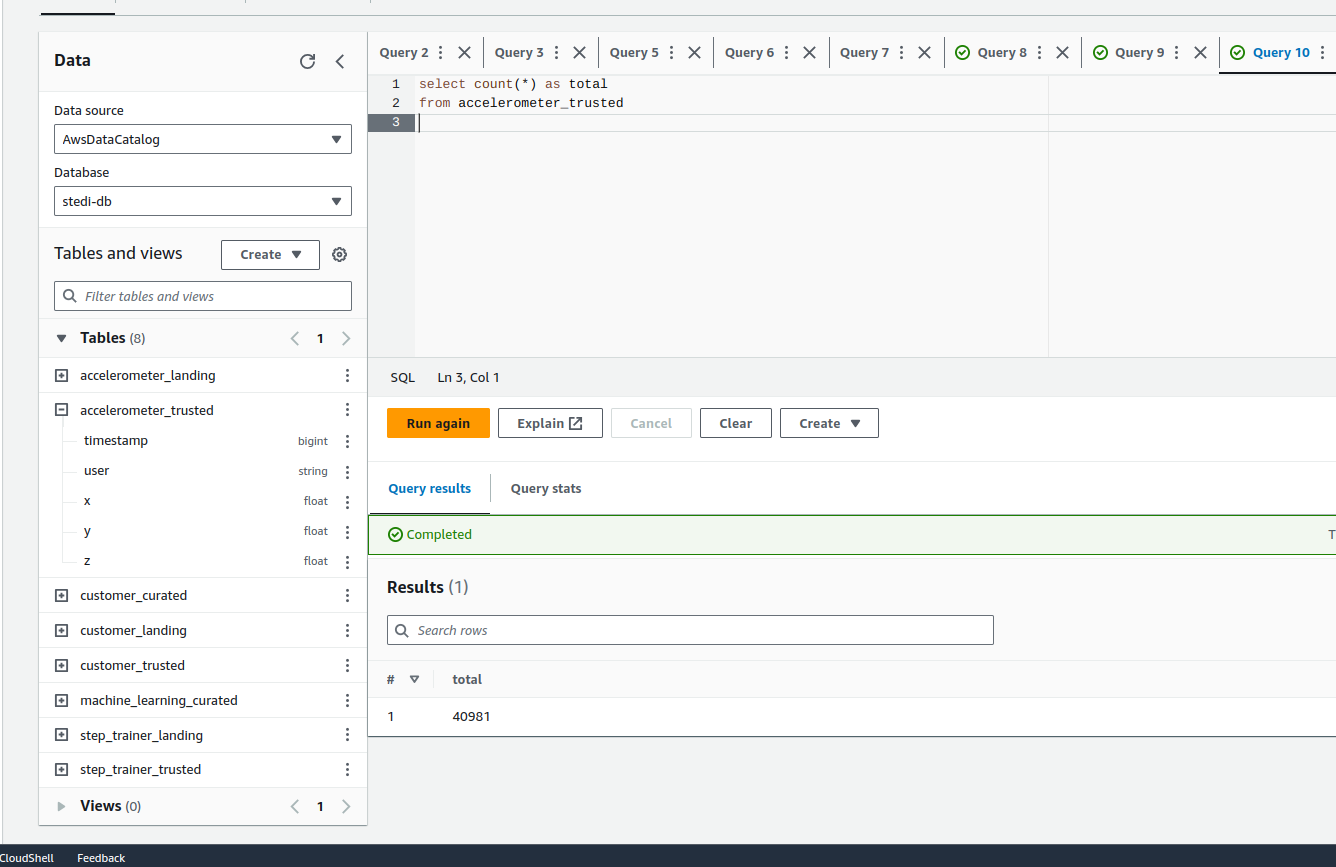 Data
Data source
AwsDataCatalog
Database
stedi-db
Tables and views
Create
Filter tables and views
Tables (8)
1
accelerometer_landing
accelerometer_trusted
timestamp bigint
user string
x float
y float
z float
customer_curated
customer_landing
customer_trusted
machine_learning_curated
step_trainer_landing
step_trainer_trusted
Views (0)
1
Query 2 Query 3 Query 5 Query 6 Query 7 Query 8 Query 9 Query 10
1 select count(*) as total
2 from accelerometer_trusted
3
SQL Ln 3, Col 1
Run again Explain Cancel Clear Create
Query results Query stats
Completed T
Results (1)
Search rows
# total
1 40981
CloudShell Feedback